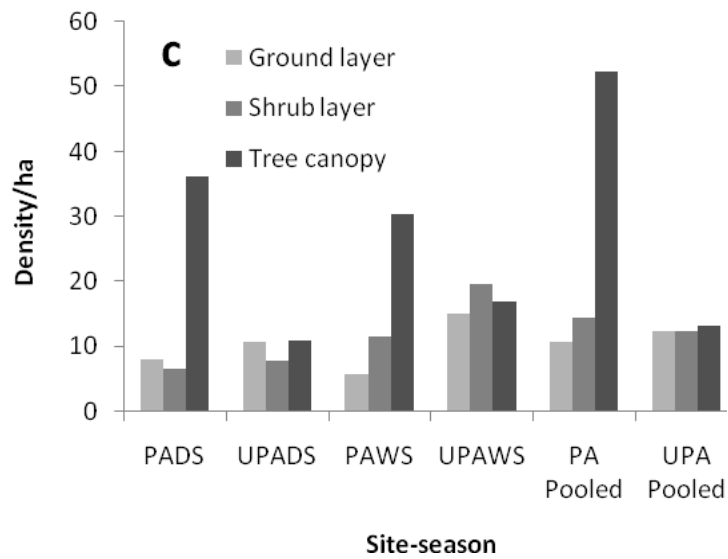 60
50
40
30
20
10
0
Density/ha
C
Ground layer
Shrub layer
Tree canopy
PADS UPADS PAWS UPAWS PA Pooled UPA Pooled
Site-season